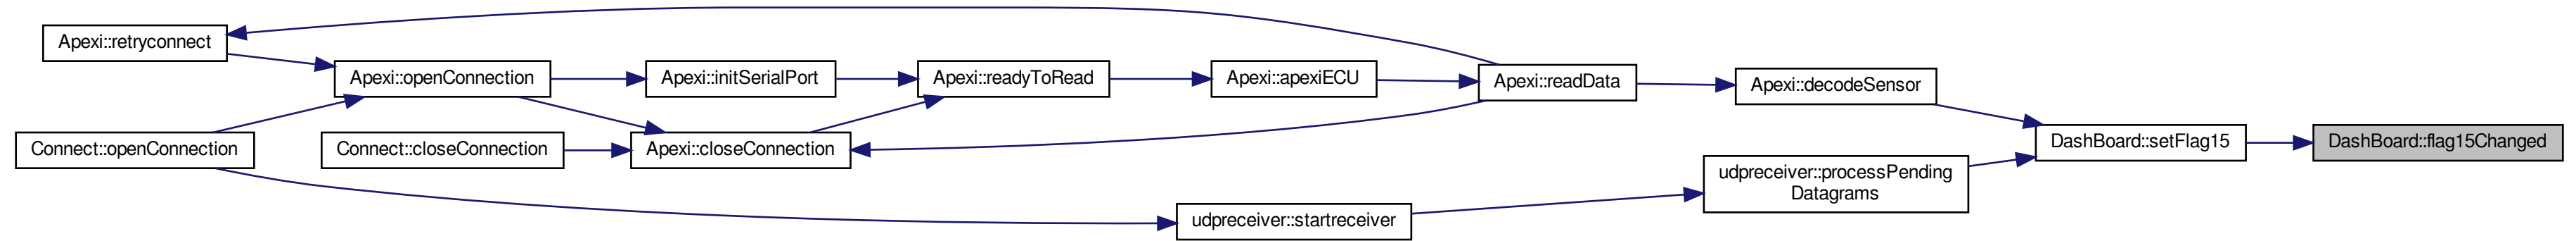 Apexi::retryconnect
Apexi::openConnection
Apexi::initSerialPort
Apexi::readyToRead
Apexi::apexiECU
Apexi::readData
Apexi::decodeSensor
Connect::openConnection
Connect::closeConnection
Apexi::closeConnection
DashBoard::setFlag15
DashBoard::flag15Changed
udpreceiver::processPending
Datagrams
udpreceiver::startreceiver